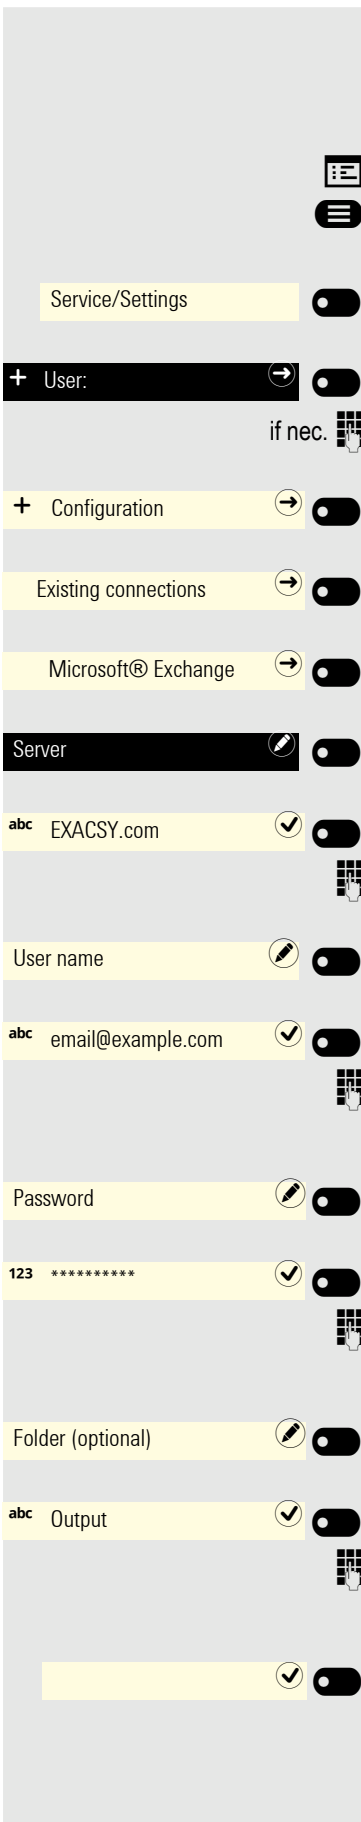 Service/Settings
+ User:
if nec.
+ Configuration
Existing connections
Microsoft® Exchange
Server
abc EXACSY.com
User name
abc email@example.com
Password
123 **********
Folder (optional)
abc Output